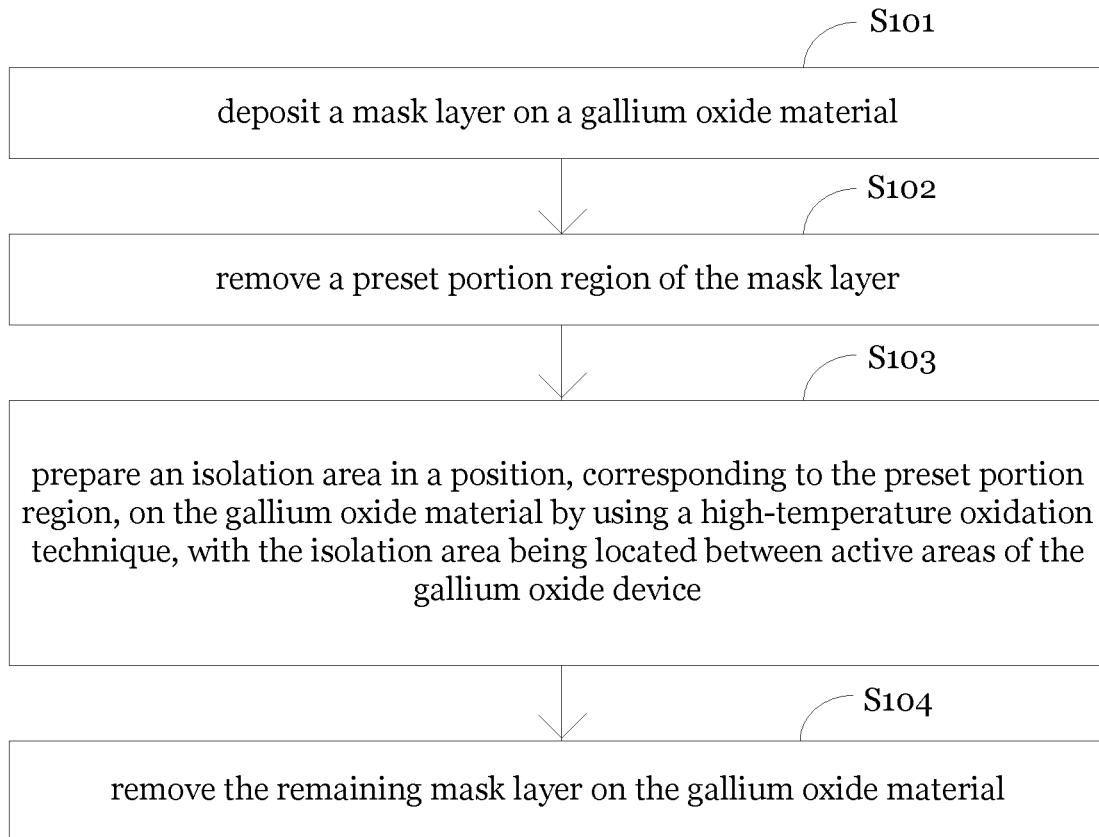 S101
deposit a mask layer on a gallium oxide material
S102
remove a preset portion region of the mask layer
S103
prepare an isolation area in a position, corresponding to the preset portion
region, on the gallium oxide material by using a high-temperature oxidation
technique, with the isolation area being located between active areas of the
gallium oxide device
S104
remove the remaining mask layer on the gallium oxide material